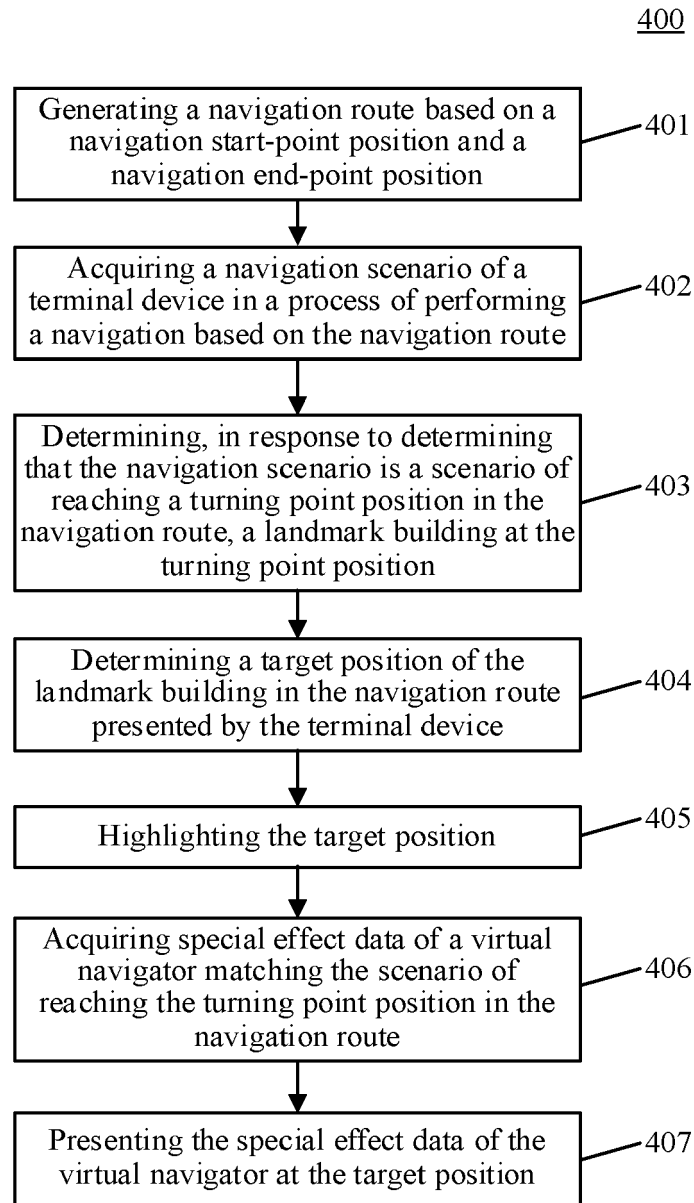 400
Generating a navigation route based on a
navigation start-point position and a
navigation end-point position
401
Acquiring a navigation scenario of a
terminal device in a process of performing
a navigation based on the navigation route
402
Determining, in response to determining
that the navigation scenario is a scenario of
reaching a turning point position in the
navigation route, a landmark building at the
turning point position
403
Determining a target position of the
landmark building in the navigation route
presented by the terminal device
404
Highlighting the target position
405
Acquiring special effect data of a virtual
navigator matching the scenario of
reaching the turning point position in the
navigation route
406
Presenting the special effect data of the
virtual navigator at the target position
407